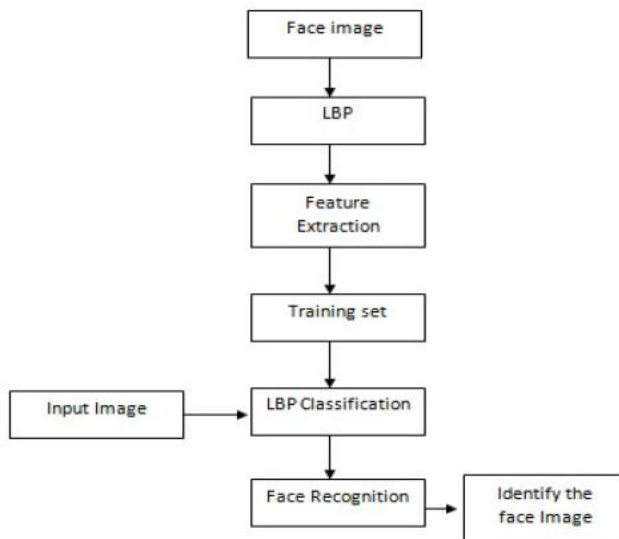 Face image
LBP
Feature
Extraction
Training set
Input Image
LBP Classification
Face Recognition
Identify the
face Image